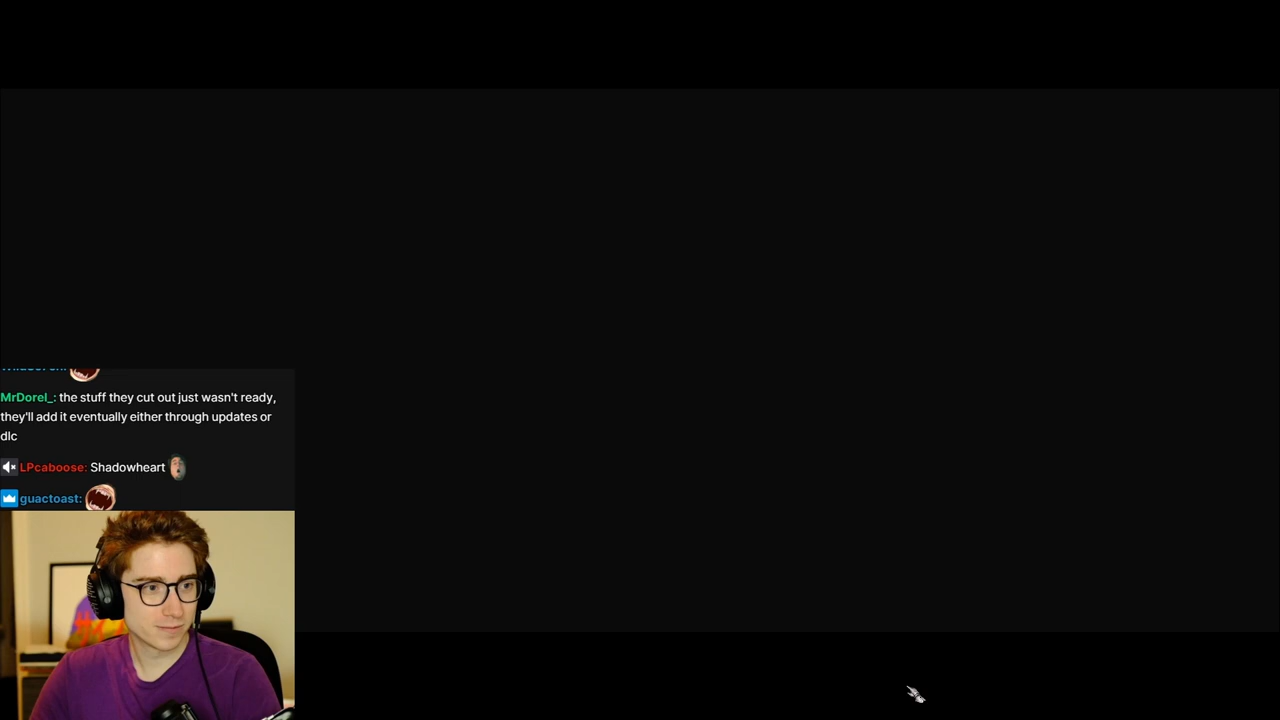 MrDorel_: the stuff they cut out just wasn't ready,
they'll add it eventually either through updates or
dlc
LPcaboose: Shadowheart
guactoast: